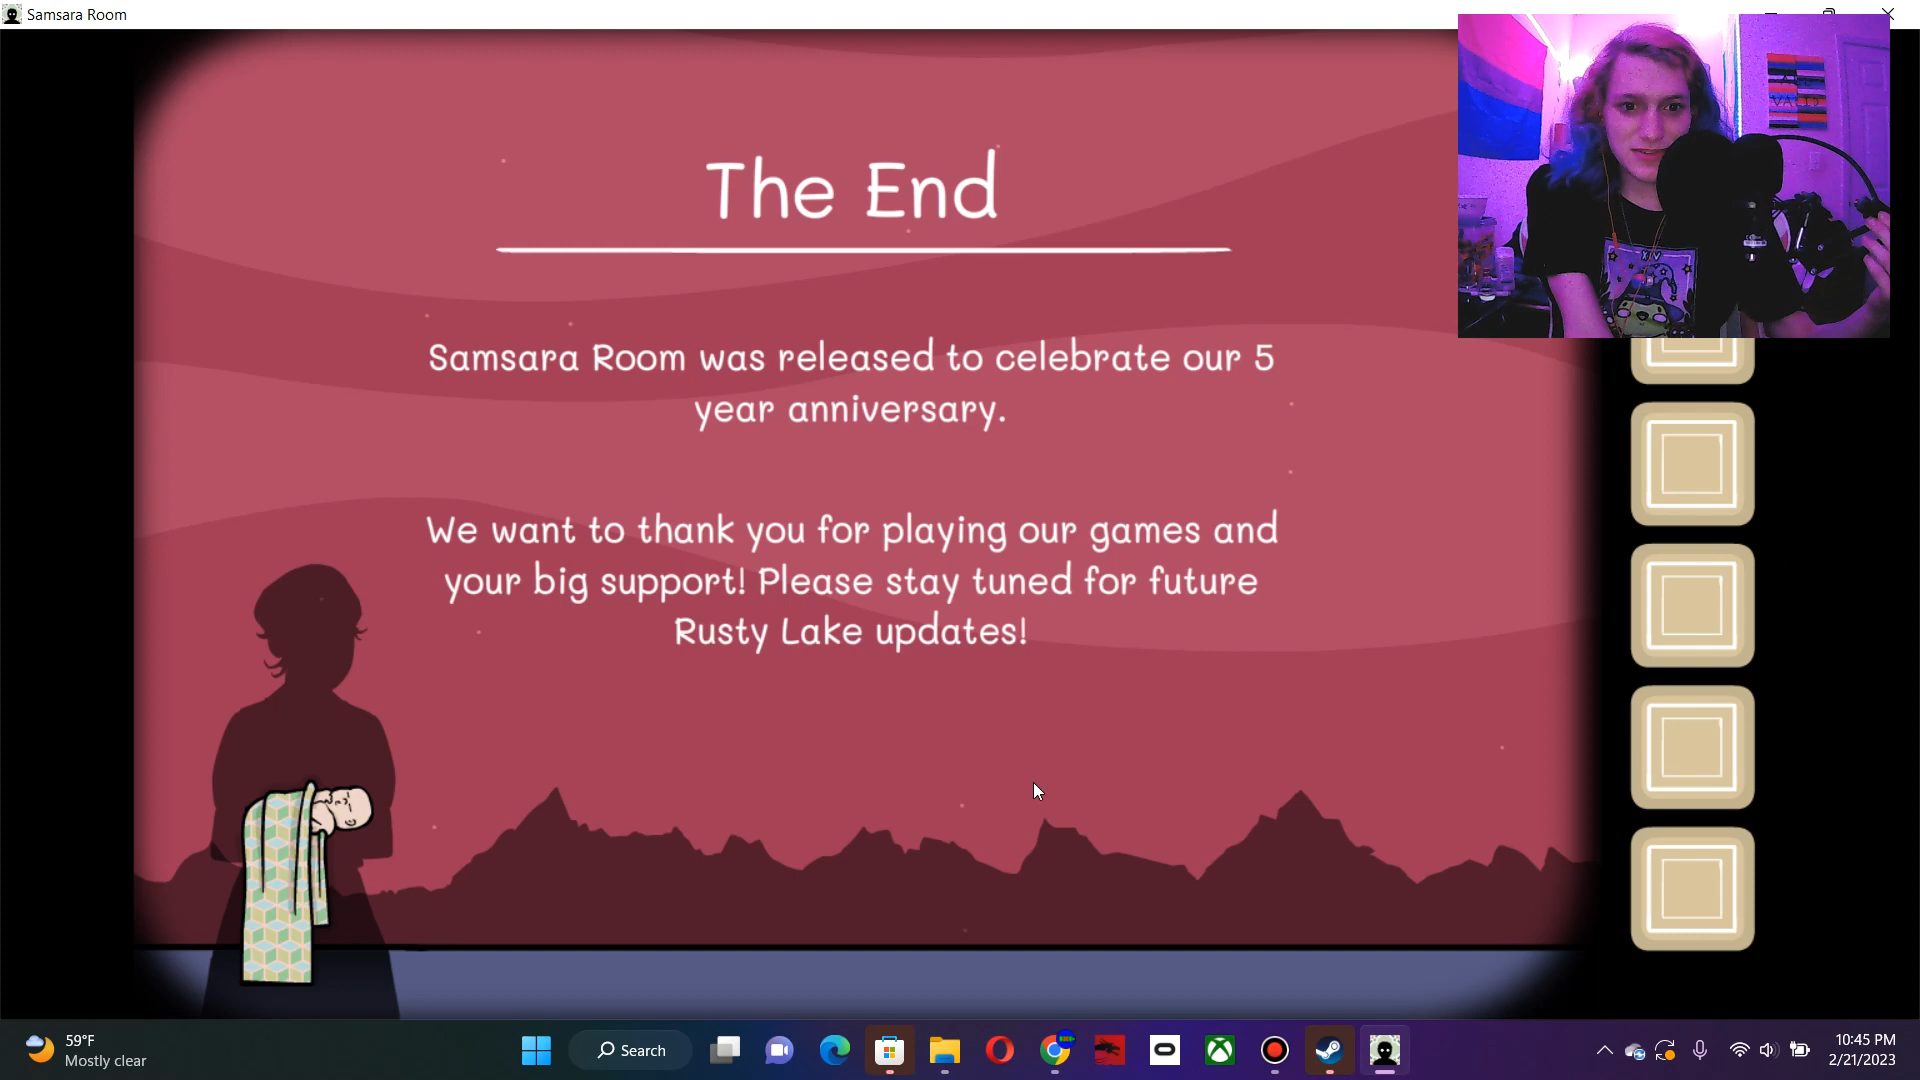 Samsara Room
XIV
The End
Samsara Room was released to celebrate our 5
year anniversary.
We want to thank you for playing our games and
your big support! Please stay tuned for future
Rusty Lake updates!
59°F
Mostly clear
Search
10:45 PM
2/21/2023